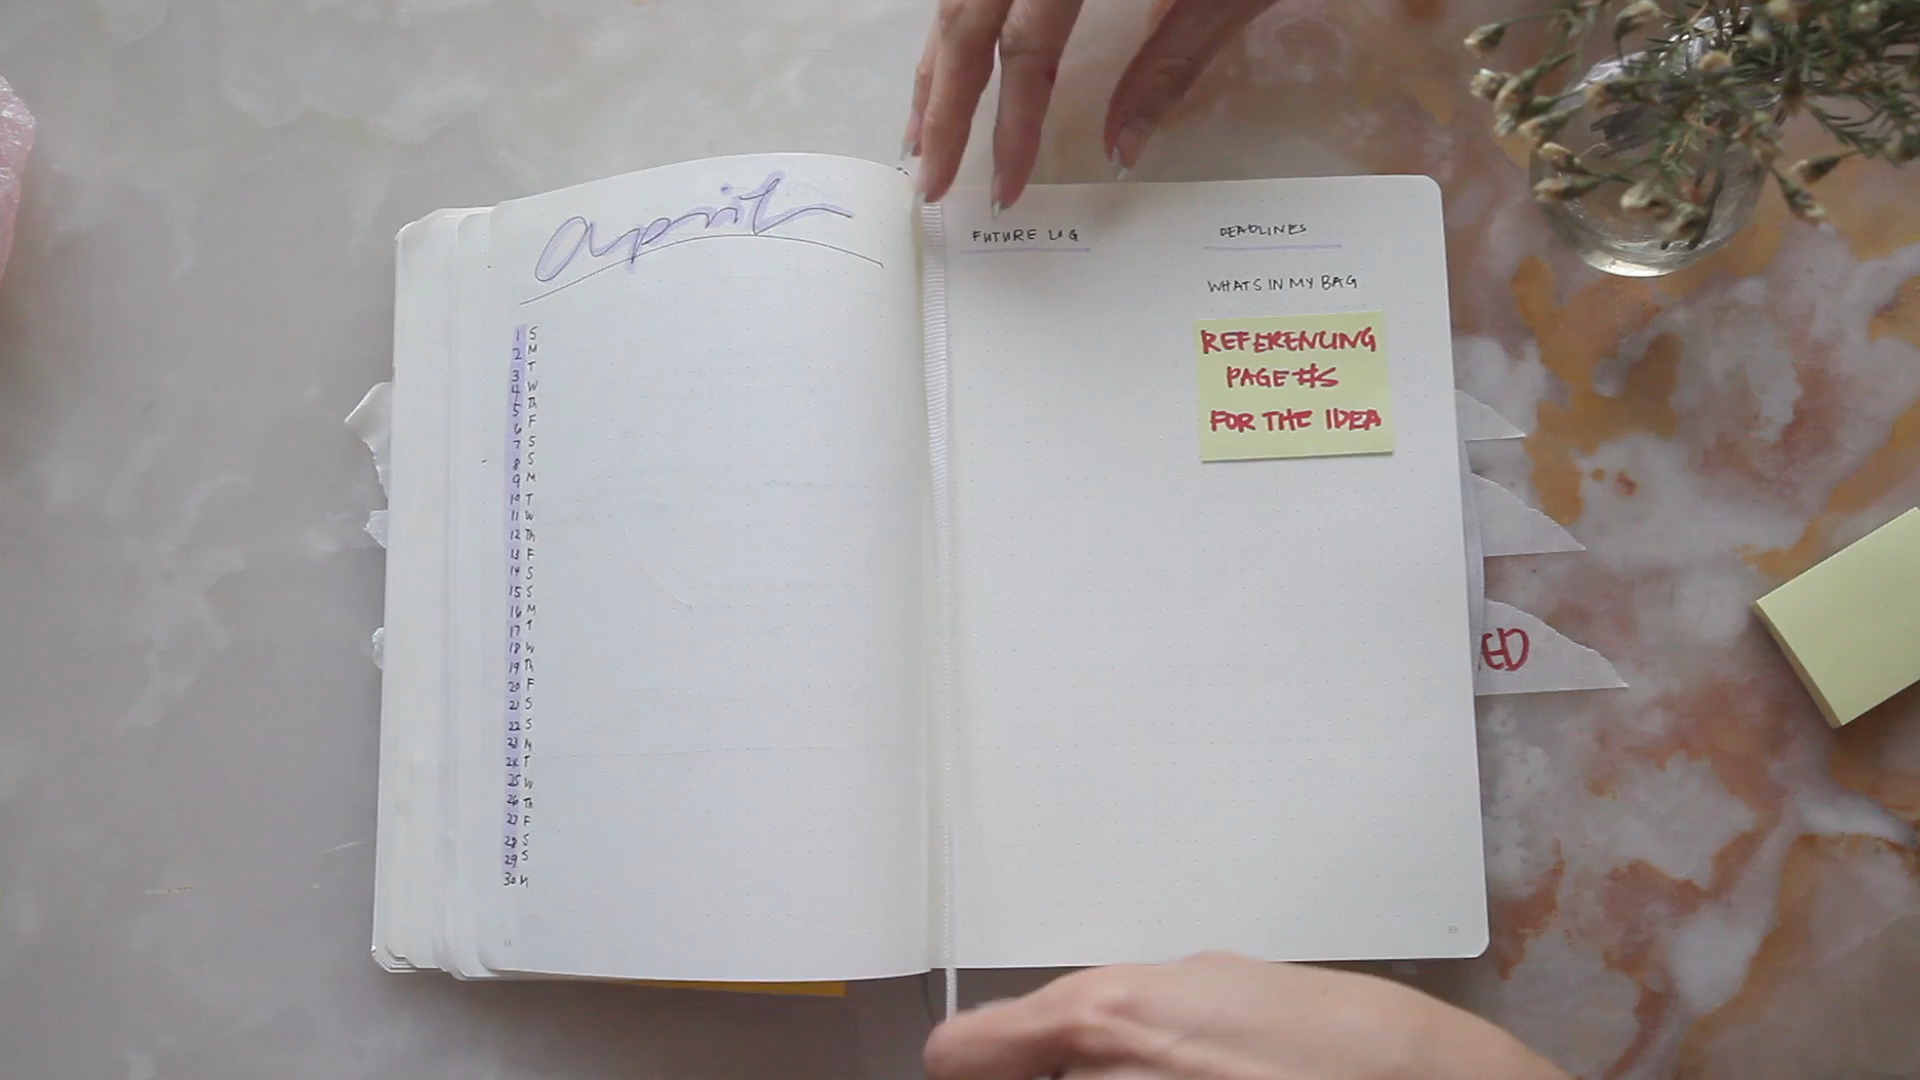 April
1 S
2 M
3 T
4 W
5 Th
6 F
7 S
8 S
9 M
10 T
11 W
12 Th
13 F
14 S
15 S
16 M
17 T
18 W
19 Th
20 F
21 S
22 S
23 M
24 T
25 W
26 Th
27 F
28 S
29 S
30 M
FUTURE LOG
DEADLINES
WHATS IN MY BAG
REFERENCING
PAGE #S
FOR THE IDEA
ED